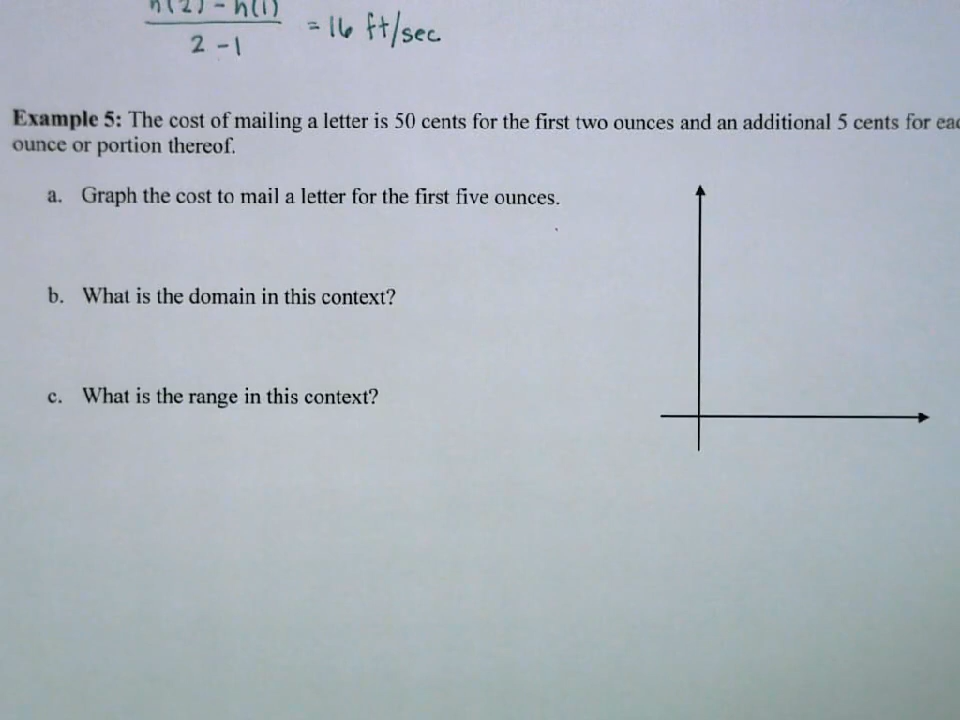 h(2) - h(1)
2 - 1
= 16 ft/sec
Example 5: The cost of mailing a letter is 50 cents for the first two ounces and an additional 5 cents for
ounce or portion thereof.
a. Graph the cost to mail a letter for the first five ounces.
b. What is the domain in this context?
c. What is the range in this context?